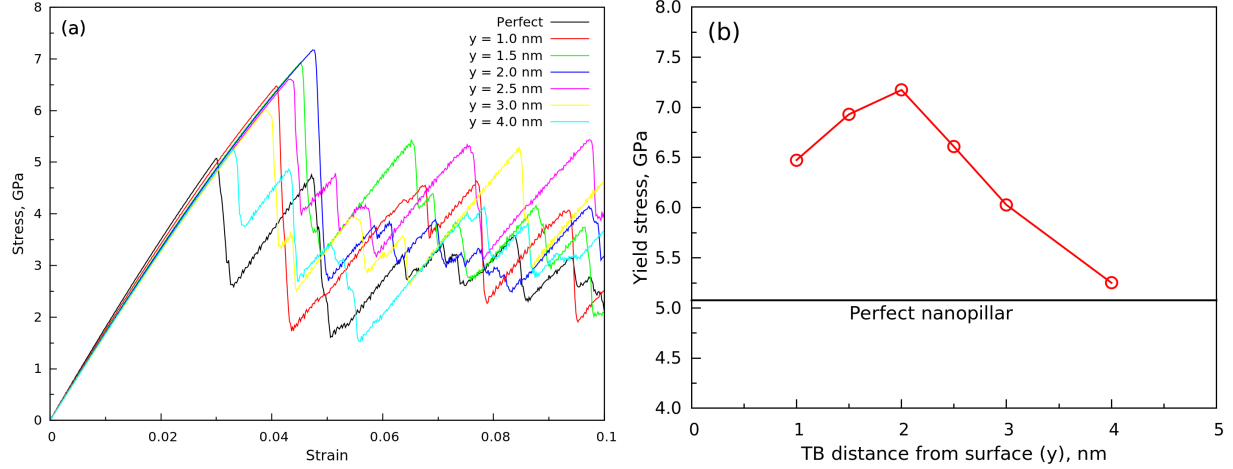 (a)
Perfect
y = 1.0 nm
y = 1.5 nm
y = 2.0 nm
y = 2.5 nm
y = 3.0 nm
y = 4.0 nm
8
7
6
5
4
3
2
1
0
Stress, GPa
0 0.02 0.04 0.06 0.08 0.1
Strain
(b)
8.0
7.5
7.0
6.5
6.0
5.5
5.0
4.5
4.0
Yield stress, GPa
Perfect nanopillar
0 1 2 3 4 5
TB distance from surface (y), nm